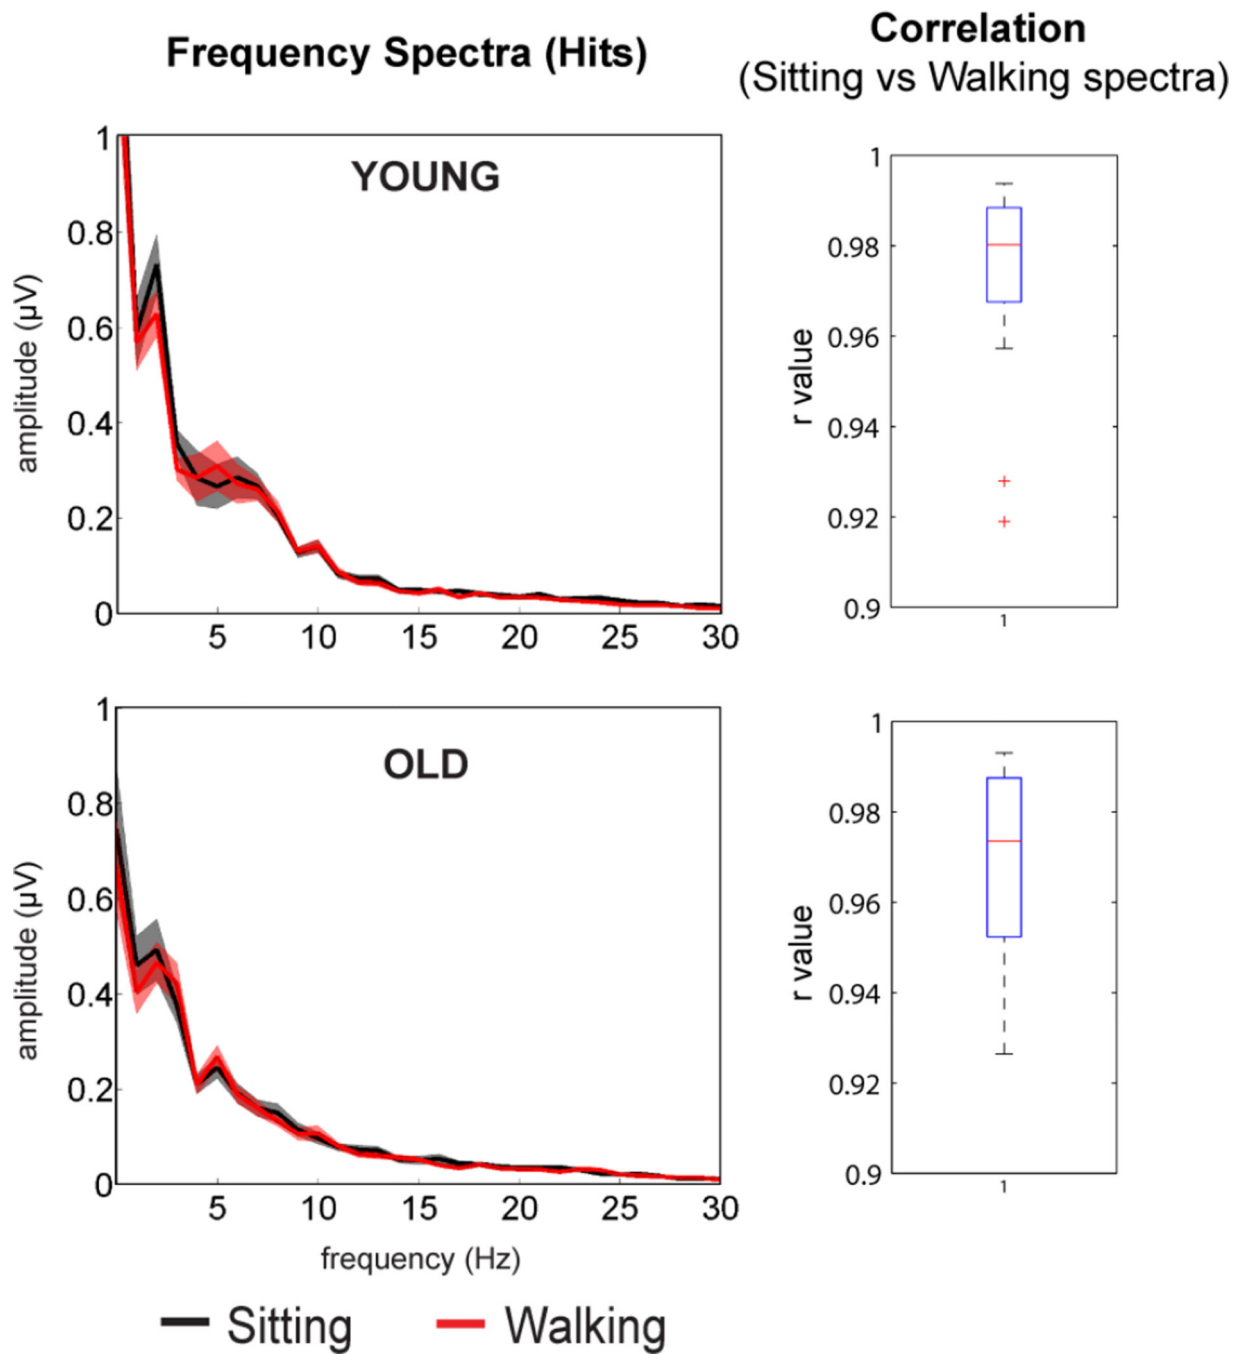 Frequency Spectra (Hits)
Correlation
(Sitting vs Walking spectra)
YOUNG
amplitude (μV)
1
0.8
0.6
0.4
0.2
0
5 10 15 20 25 30
r value
1
0.98
0.96
0.94
0.92
0.9
1
OLD
amplitude (μV)
1
0.8
0.6
0.4
0.2
0
5 10 15 20 25 30
frequency (Hz)
r value
1
0.98
0.96
0.94
0.92
0.9
1
Sitting Walking